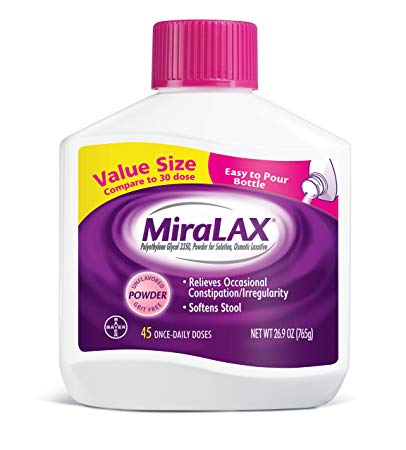 Value Size
Compare to 30 dose
Easy to Pour
Bottle
MiraLAX®
Polyethylene Glycol 3350, Powder for Solution, Osmotic Laxative
UNFLAVORED
POWDER
GRIT FREE
• Relieves Occasional
Constipation/Irregularity
• Softens Stool
BAYER
45 ONCE-DAILY DOSES
NET WT 26.9 OZ (765g)